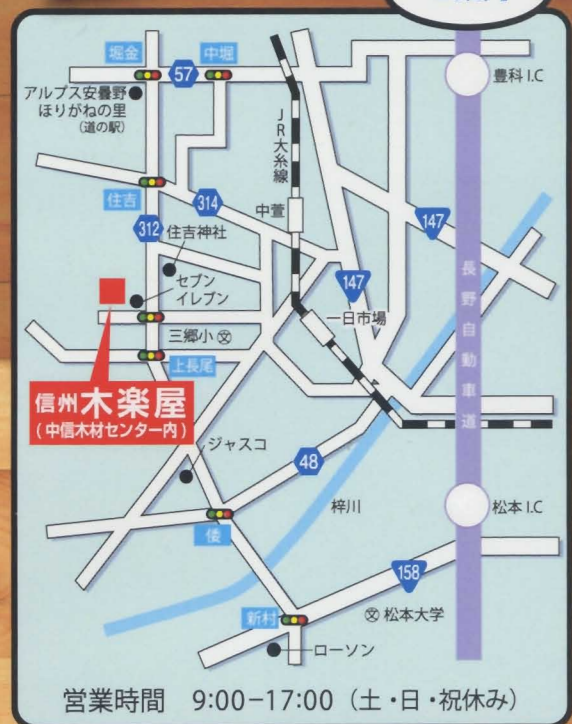 堀金
中堀
57
豊科 I.C
アルプス安曇野
ほりがねの里
(道の駅)
JR大糸線
住吉
314
中萱
147
312
住吉神社
147
長野自動車道
セブン
イレブン
一日市場
三郷小 文
上長尾
信州 木楽屋
(中信木材センター内)
ジャスコ
48
梓川
松本 I.C
倭
158
新村
文 松本大学
ローソン
営業時間 9:00-17:00 (土・日・祝休み)